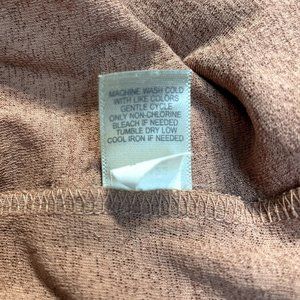 MACHINE WASH COLD
WITH LIKE COLORS
GENTLE CYCLE
ONLY NON-CHLORINE
BLEACH IF NEEDED
TUMBLE DRY LOW
COOL IRON IF NEEDED